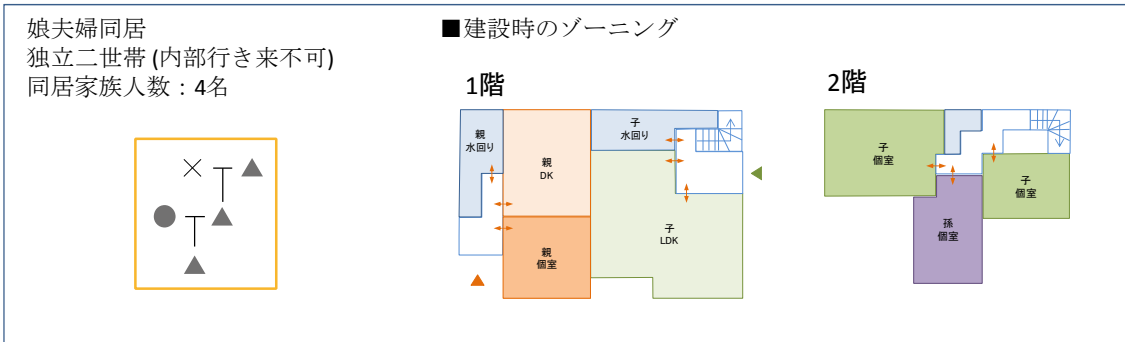 娘夫婦同居
独立二世帯 (内部行き来不可)
同居家族人数：4名
■建設時のゾーニング
1階
親
水回り
親
DK
子
水回り
子
LDK
親
個室
2階
子
個室
孫
個室
子
個室